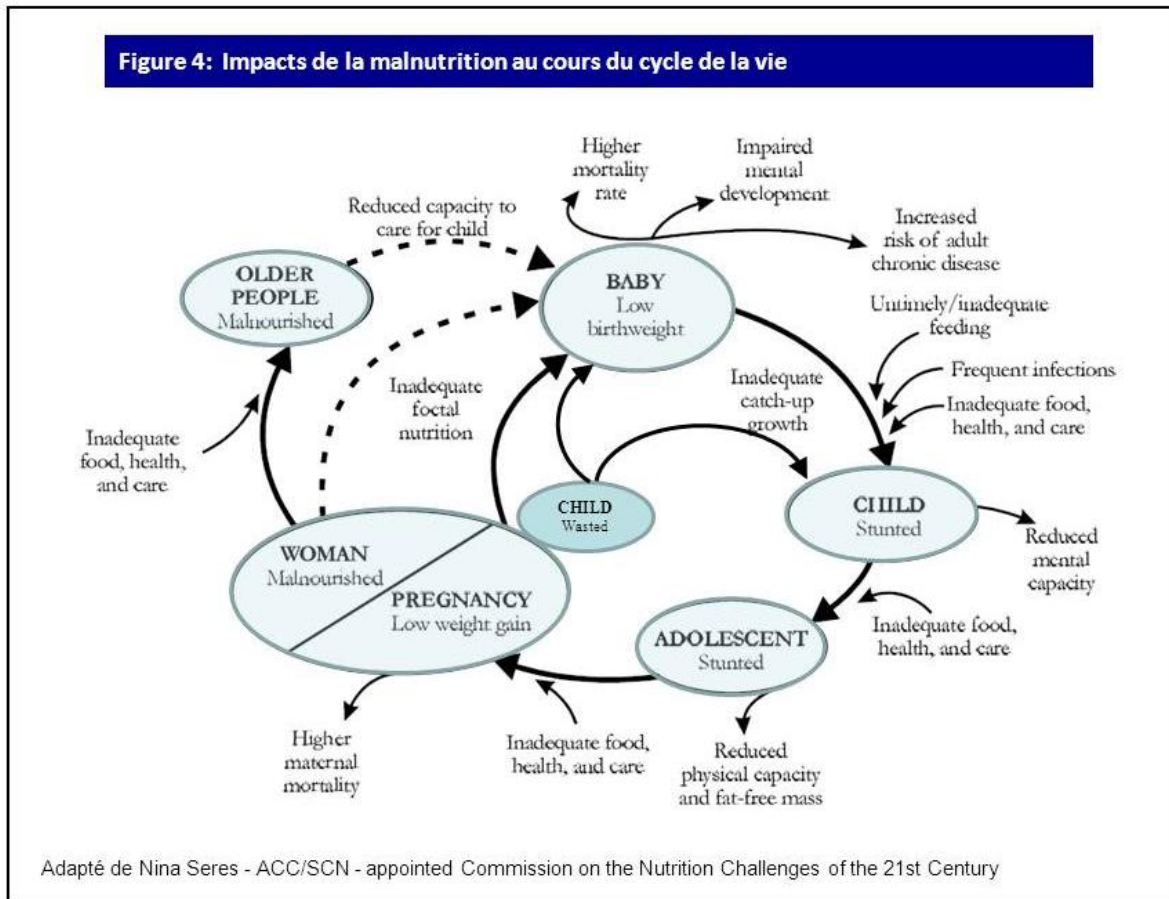 Figure 4: Impacts de la malnutrition au cours du cycle de la vie
Higher
mortality
rate
Impaired
mental
development
Reduced capacity to
care for child
Increased
risk of adult
chronic disease
OLDER
PEOPLE
Malnourished
BABY
Low
birthweight
Untimely/inadequate
feeding
Frequent infections
Inadequate food,
health, and care
Inadequate
foetal
nutrition
Inadequate
catch-up
growth
Inadequate
food, health,
and care
CHILD
Wasted
CHILD
Stunted
Reduced
mental
capacity
WOMAN
Malnourished
PREGNANCY
Low weight gain
ADOLESCENT
Stunted
Inadequate food,
health, and care
Higher
maternal
mortality
Inadequate food,
health, and care
Reduced
physical capacity
and fat-free mass
Adapté de Nina Seres - ACC/SCN - appointed Commission on the Nutrition Challenges of the 21st Century